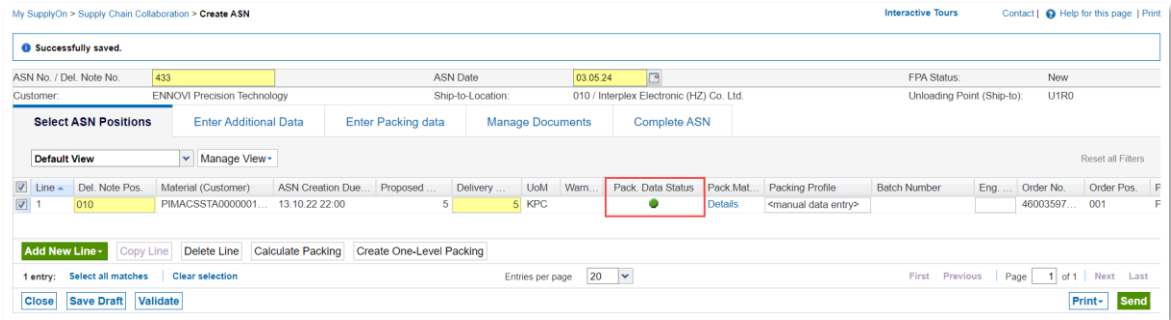 My SupplyOn > Supply Chain Collaboration > Create ASN Interactive Tours Contact | Help for this page | Print
Successfully saved.
ASN No. / Del. Note No. 433 ASN Date 03.05.24 FPA Status: New
Customer: ENNOVI Precision Technology Ship-to-Location: 010 / Interplex Electronic (HZ) Co. Ltd. Unloading Point (Ship-to): U1R0
Select ASN Positions Enter Additional Data Enter Packing data Manage Documents Complete ASN
Default View Manage View Reset all Filters
Line Del. Note Pos. Material (Customer) ASN Creation Due... Proposed ... Delivery ... UoM Warn... Pack. Data Status Pack.Mat... Packing Profile Batch Number Eng. ... Order No. Order Pos. F
1 010 PIMACSSTA0000001... 13.10.22 22:00 5 5 KPC Details <manual data entry> 46003597... 001 F
Add New Line Copy Line Delete Line Calculate Packing Create One-Level Packing
1 entry: Select all matches | Clear selection Entries per page 20 First Previous | Page 1 of 1 | Next Last
Close Save Draft Validate Print Send